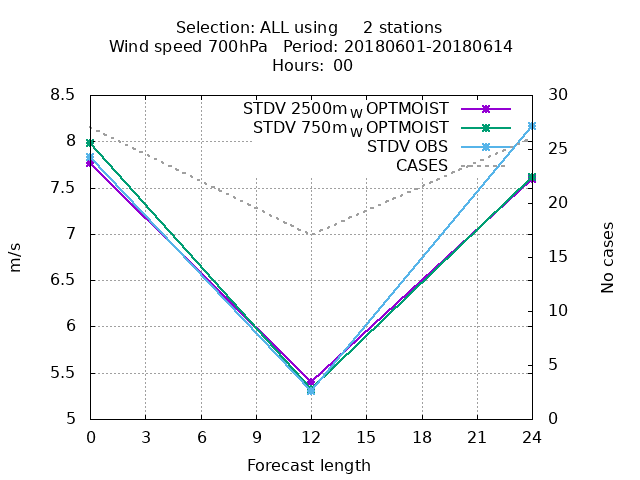 Selection: ALL using     2 stations
Wind speed 700hPa   Period: 20180601-20180614
Hours:  00
8.5
8
7.5
7
6.5
6
5.5
5
30
25
20
15
10
5
0
STDV 2500m_W OPTMOIST
STDV 750m_W OPTMOIST
STDV OBS
CASES
m/s
No cases
0 3 6 9 12 15 18 21 24
Forecast length